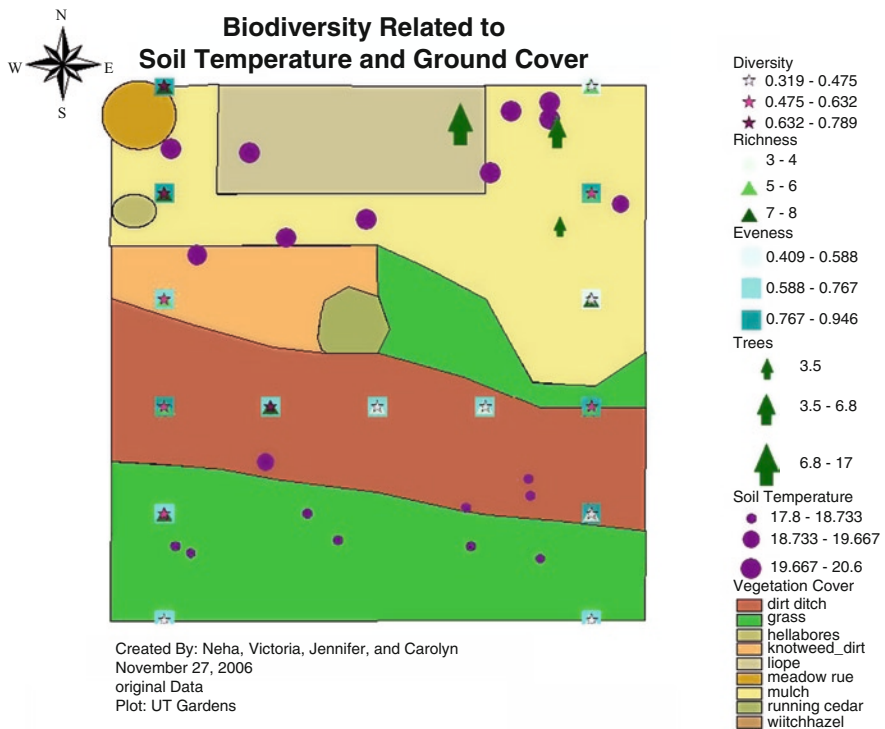 Biodiversity Related to
Soil Temperature and Ground Cover
N
W
E
S
Diversity
0.319 - 0.475
0.475 - 0.632
0.632 - 0.789
Richness
3 - 4
5 - 6
7 - 8
Eveness
0.409 - 0.588
0.588 - 0.767
0.767 - 0.946
Trees
3.5
3.5 - 6.8
6.8 - 17
Soil Temperature
17.8 - 18.733
18.733 - 19.667
19.667 - 20.6
Vegetation Cover
dirt ditch
grass
hellabores
knotweed_dirt
liope
meadow rue
mulch
running cedar
wiitchhazel
Created By: Neha, Victoria, Jennifer, and Carolyn
November 27, 2006
original Data
Plot: UT Gardens